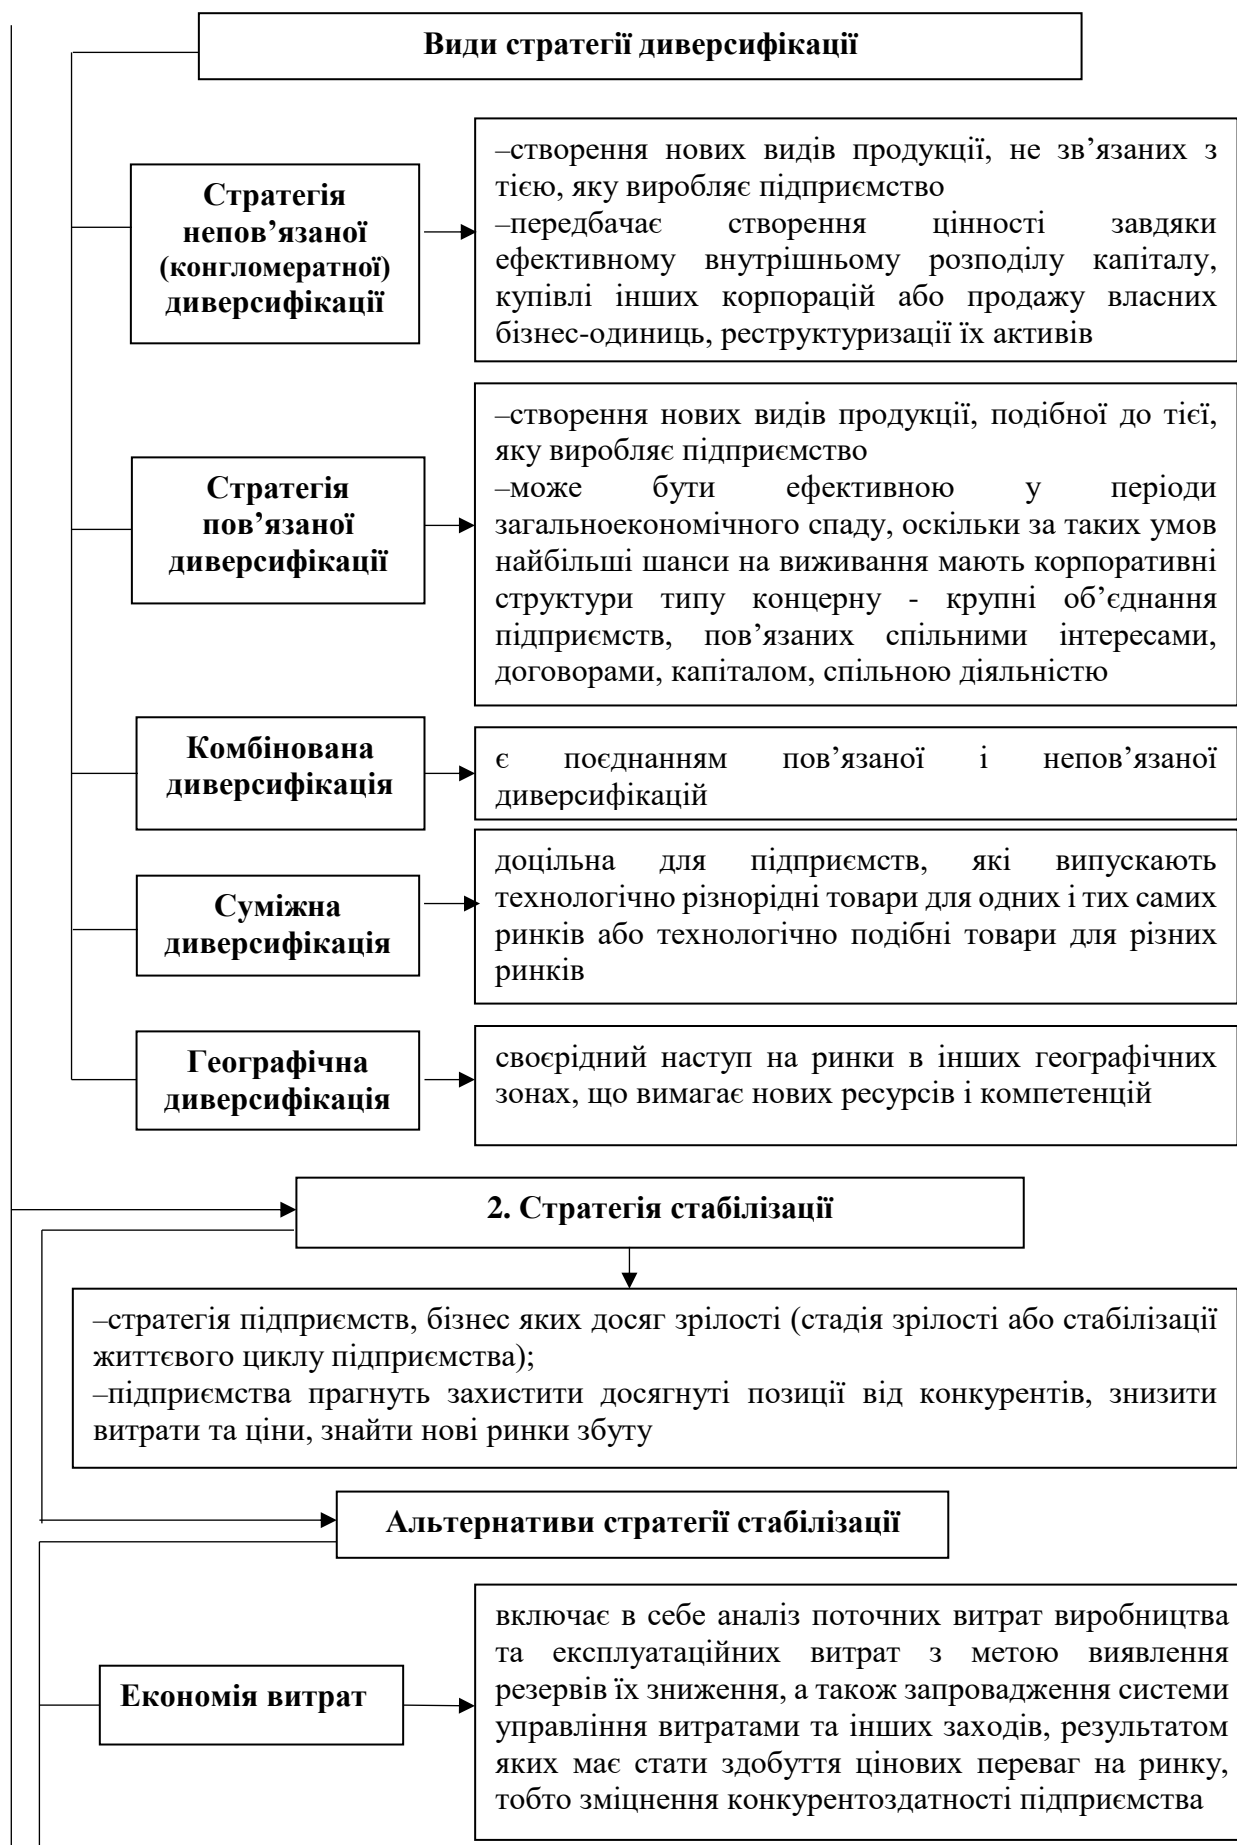 Види стратегії диверсифікації
Стратегія
непов’язаної
(конгломератної)
диверсифікації
–створення нових видів продукції, не зв’язаних з
тією, яку виробляє підприємство
–передбачає створення цінності завдяки
ефективному внутрішньому розподілу капіталу,
купівлі інших корпорацій або продажу власних
бізнес-одиниць, реструктуризації їх активів
Стратегія
пов’язаної
диверсифікації
–створення нових видів продукції, подібної до тієї,
яку виробляє підприємство
–може бути ефективною у періоди
загальноекономічного спаду, оскільки за таких умов
найбільші шанси на виживання мають корпоративні
структури типу концерну - крупні об’єднання
підприємств, пов’язаних спільними інтересами,
договорами, капіталом, спільною діяльністю
Комбінована
диверсифікація
є поєднанням пов’язаної і непов’язаної
диверсифікацій
Суміжна
диверсифікація
доцільна для підприємств, які випускають
технологічно різнорідні товари для одних і тих самих
ринків або технологічно подібні товари для різних
ринків
Географічна
диверсифікація
своєрідний наступ на ринки в інших географічних
зонах, що вимагає нових ресурсів і компетенцій
2. Стратегія стабілізації
–стратегія підприємств, бізнес яких досяг зрілості (стадія зрілості або стабілізації
життєвого циклу підприємства);
–підприємства прагнуть захистити досягнуті позиції від конкурентів, знизити
витрати та ціни, знайти нові ринки збуту
Альтернативи стратегії стабілізації
Економія витрат
включає в себе аналіз поточних витрат виробництва
та експлуатаційних витрат з метою виявлення
резервів їх зниження, а також запровадження системи
управління витратами та інших заходів, результатом
яких має стати здобуття цінових переваг на ринку,
тобто зміцнення конкурентоздатності підприємства